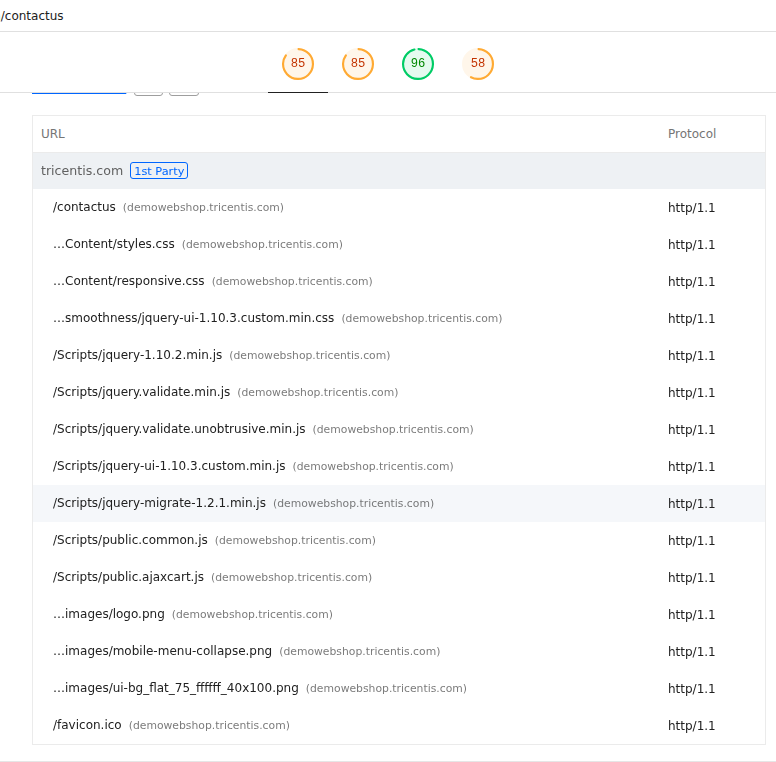 /contactus
85 85 96 58
URL Protocol
tricentis.com 1st Party
/contactus (demowebshop.tricentis.com) http/1.1
…Content/styles.css (demowebshop.tricentis.com) http/1.1
…Content/responsive.css (demowebshop.tricentis.com) http/1.1
…smoothness/jquery-ui-1.10.3.custom.min.css (demowebshop.tricentis.com) http/1.1
/Scripts/jquery-1.10.2.min.js (demowebshop.tricentis.com) http/1.1
/Scripts/jquery.validate.min.js (demowebshop.tricentis.com) http/1.1
/Scripts/jquery.validate.unobtrusive.min.js (demowebshop.tricentis.com) http/1.1
/Scripts/jquery-ui-1.10.3.custom.min.js (demowebshop.tricentis.com) http/1.1
/Scripts/jquery-migrate-1.2.1.min.js (demowebshop.tricentis.com) http/1.1
/Scripts/public.common.js (demowebshop.tricentis.com) http/1.1
/Scripts/public.ajaxcart.js (demowebshop.tricentis.com) http/1.1
…images/logo.png (demowebshop.tricentis.com) http/1.1
…images/mobile-menu-collapse.png (demowebshop.tricentis.com) http/1.1
…images/ui-bg_flat_75_ffffff_40x100.png (demowebshop.tricentis.com) http/1.1
/favicon.ico (demowebshop.tricentis.com) http/1.1